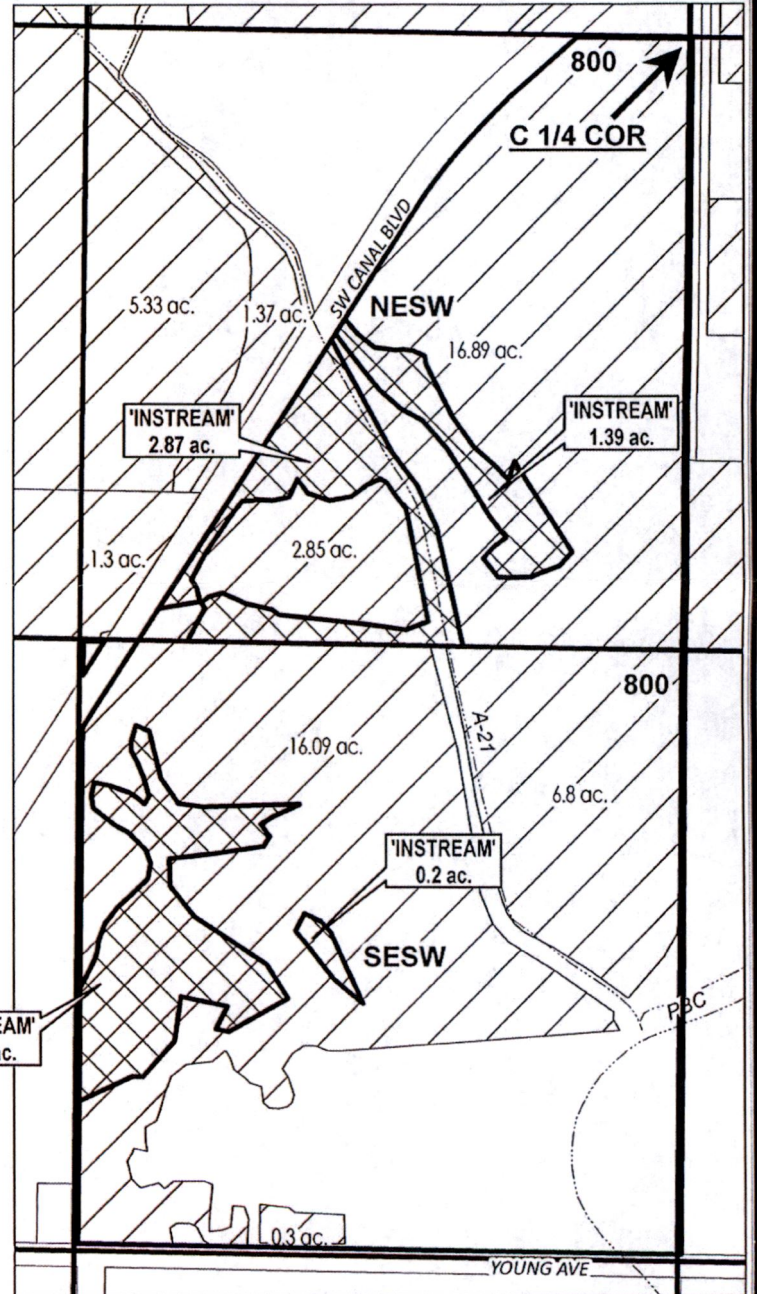 800
C 1/4 COR
SW CANAL BLVD
NESW
5.33 ac.
1.37 ac.
16.89 ac.
'INSTREAM'
2.87 ac.
'INSTREAM'
1.39 ac.
2.85 ac.
1.3 ac.
800
A-21
16.09 ac.
6.8 ac.
'INSTREAM'
0.2 ac.
SESW
PBC
EAM'
ac.
0.3 ac.
YOUNG AVE